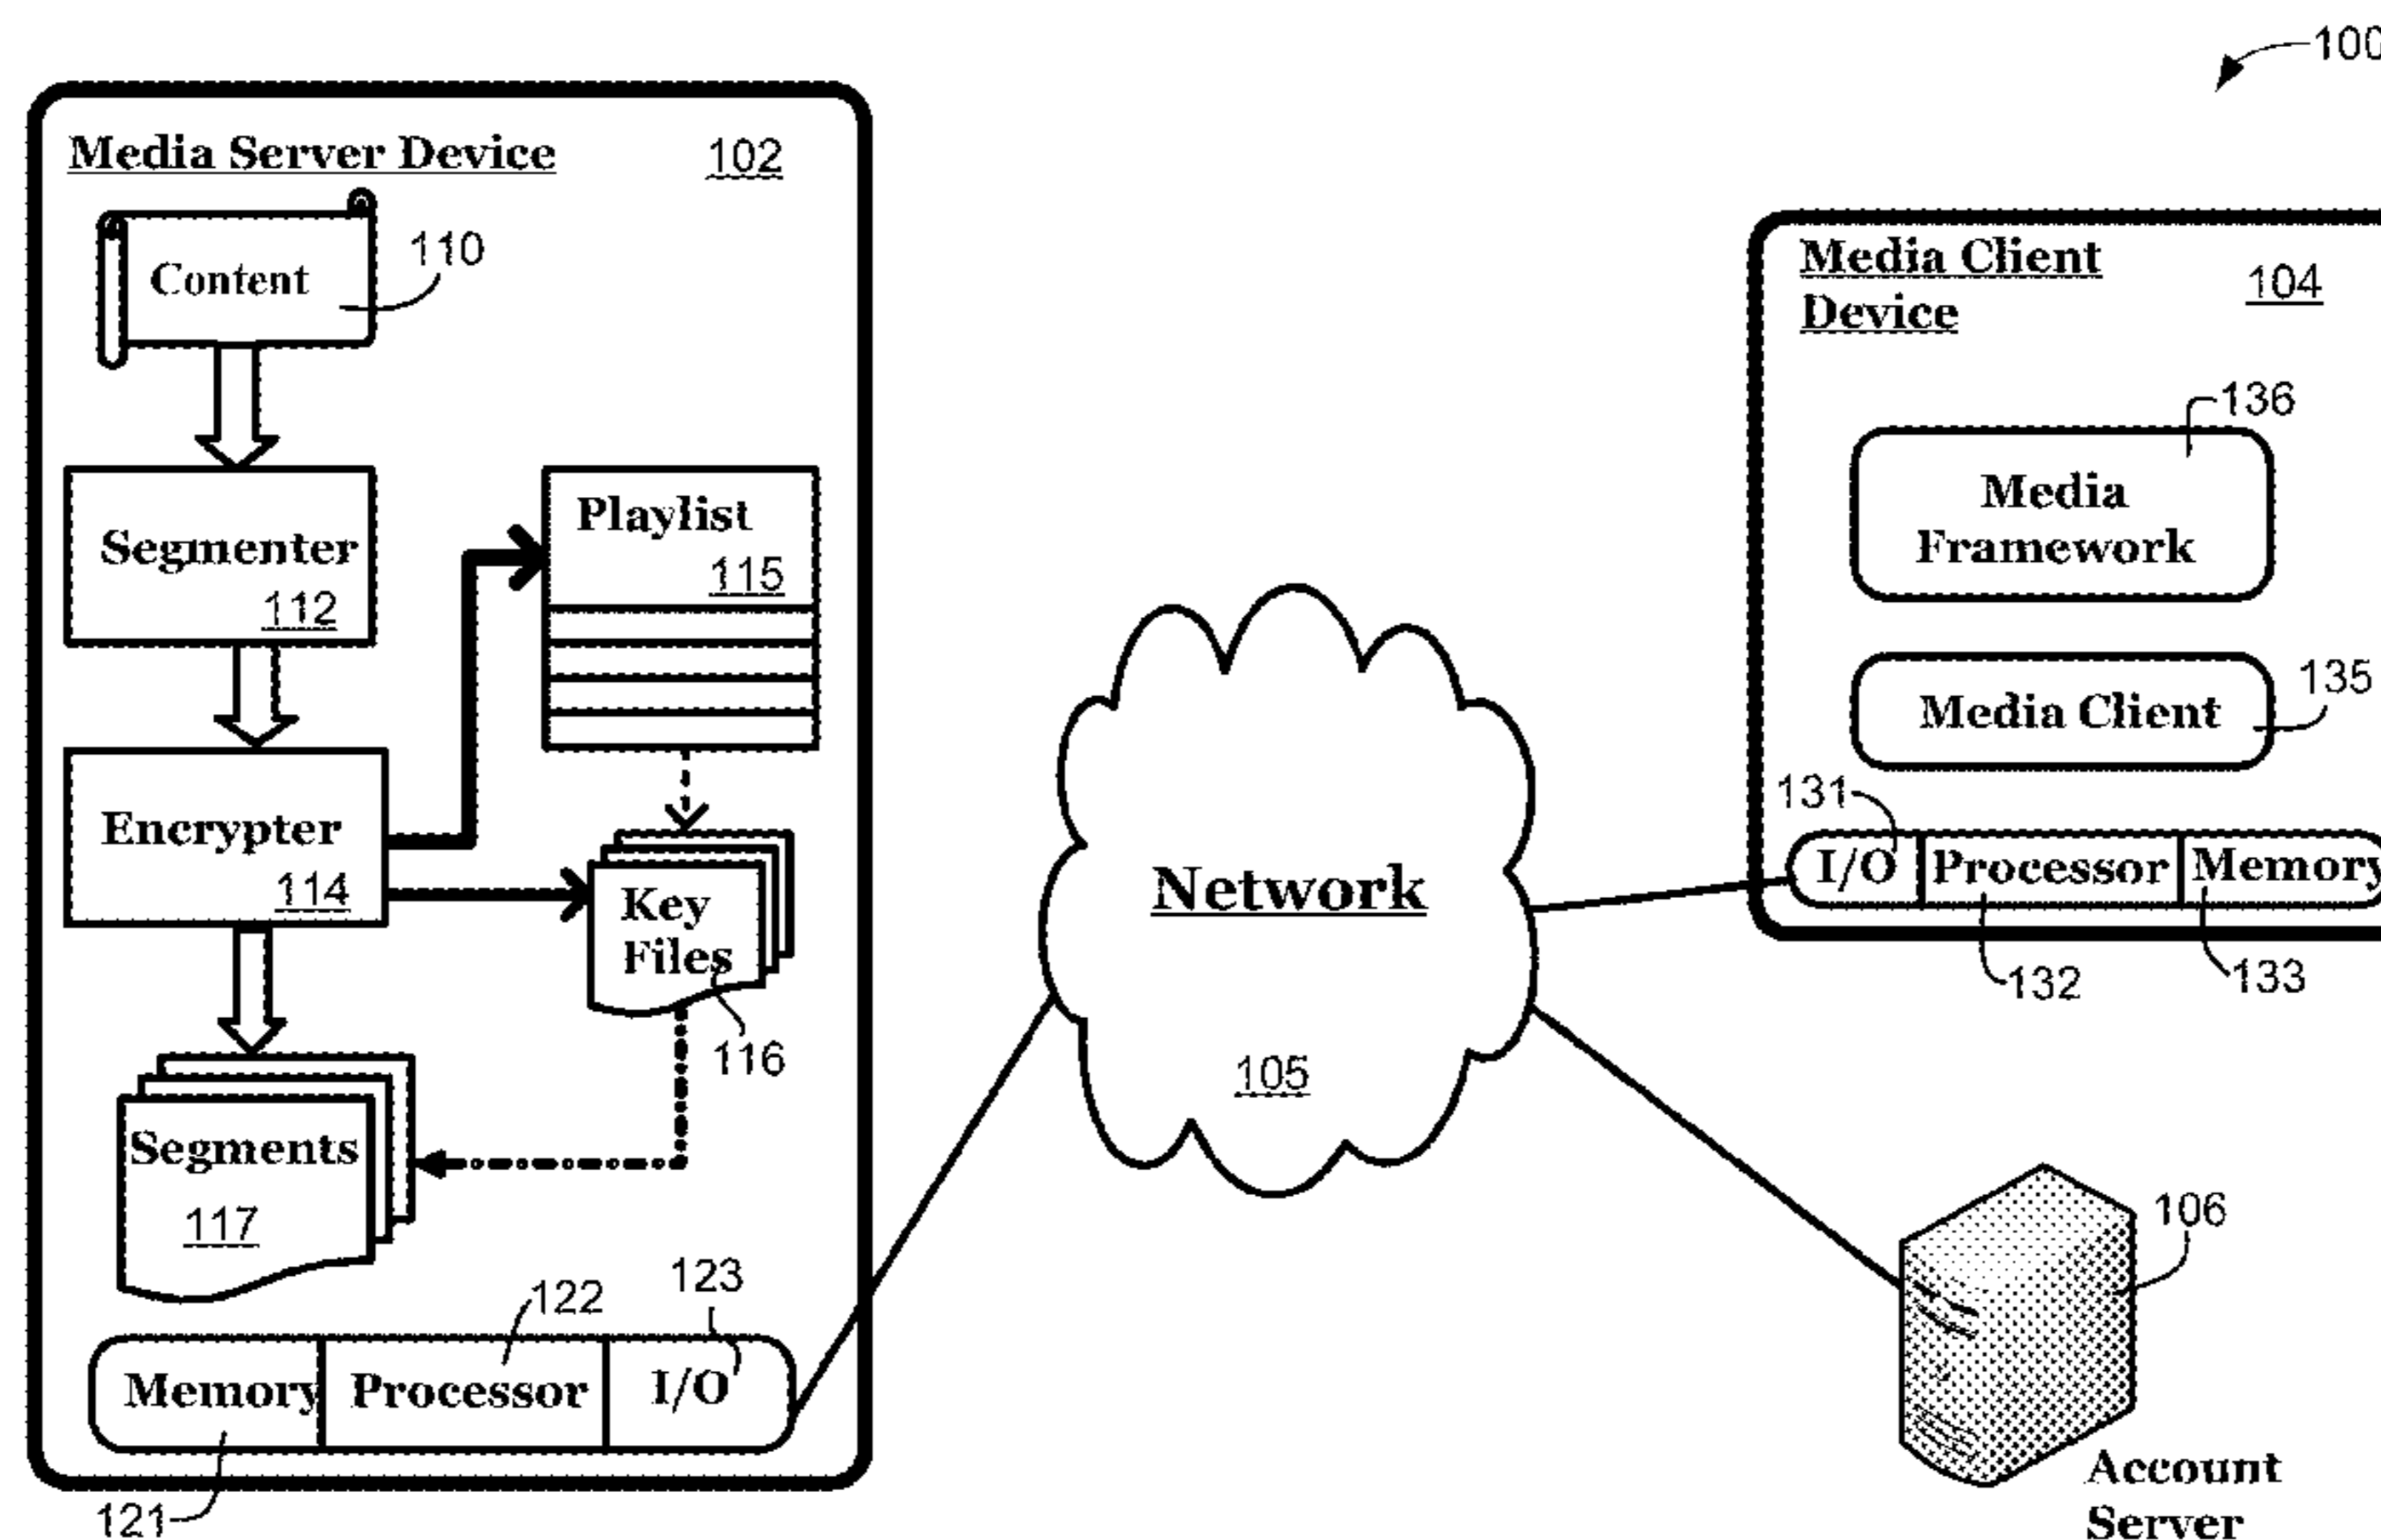 100
Media Server Device
102
Content
110
Segmenter
112
Playlist
115
Encrypter
114
Key
Files
116
Segments
117
Memory
Processor
I/O
121
122
123
Network
105
Media Client
Device
104
136
Media
Framework
135
Media Client
131
I/O
Processor
Memory
132
133
106
Account
Server